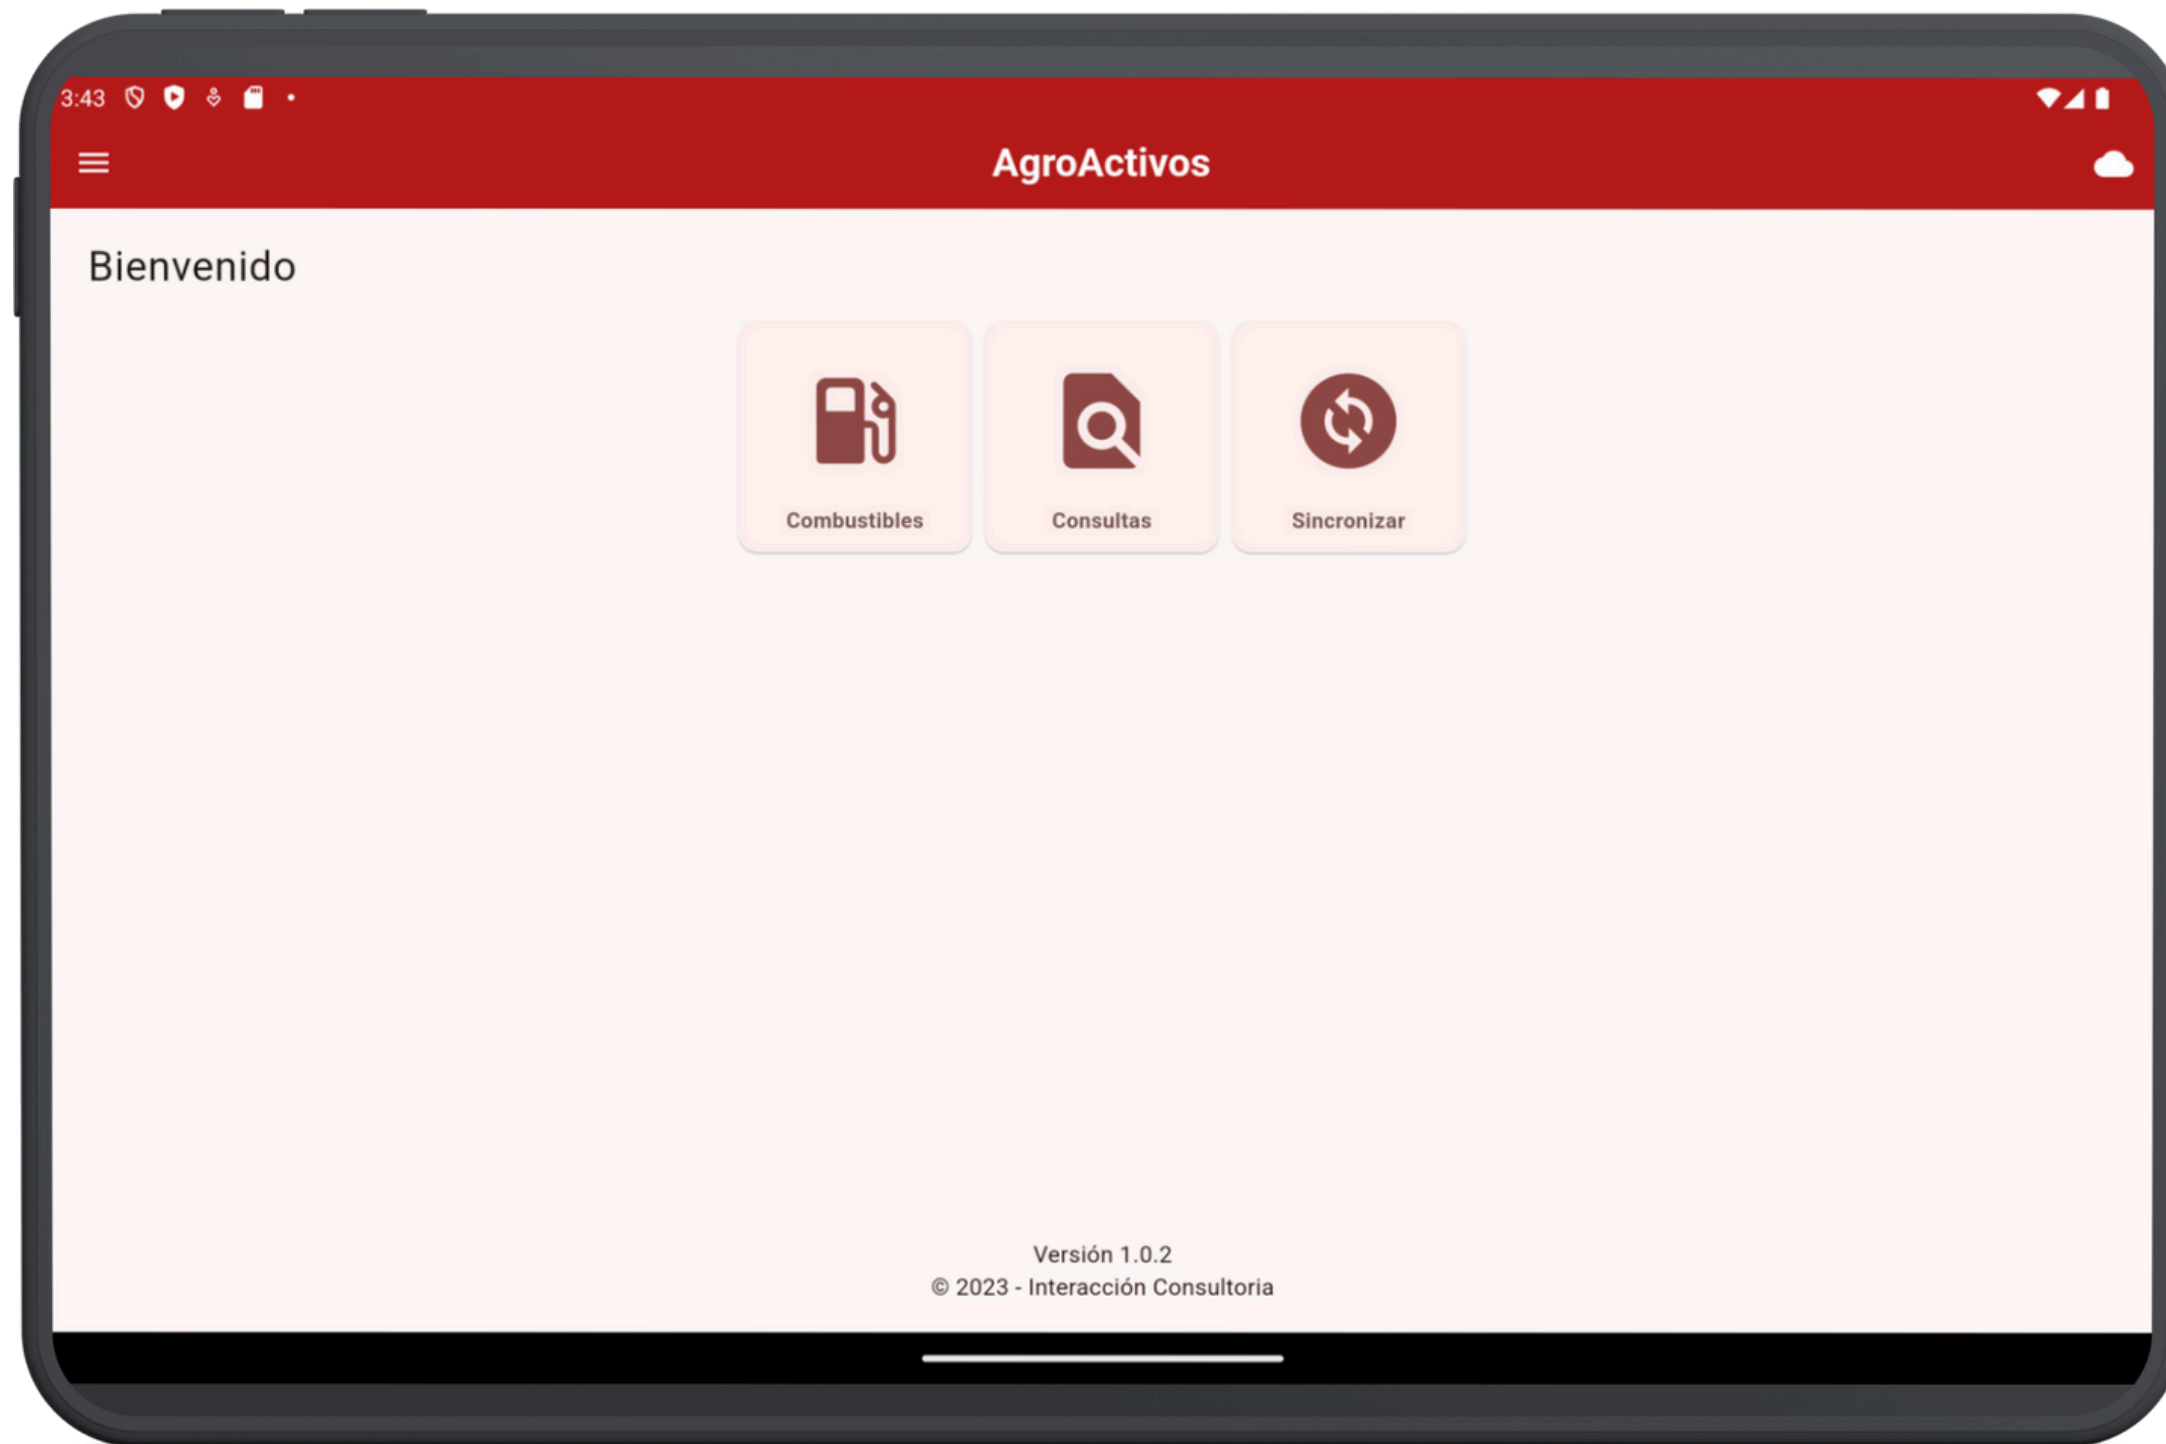 3:43
AgroActivos
Bienvenido
Combustibles
Consultas
Sincronizar
Versión 1.0.2
© 2023 - Interacción Consultoria